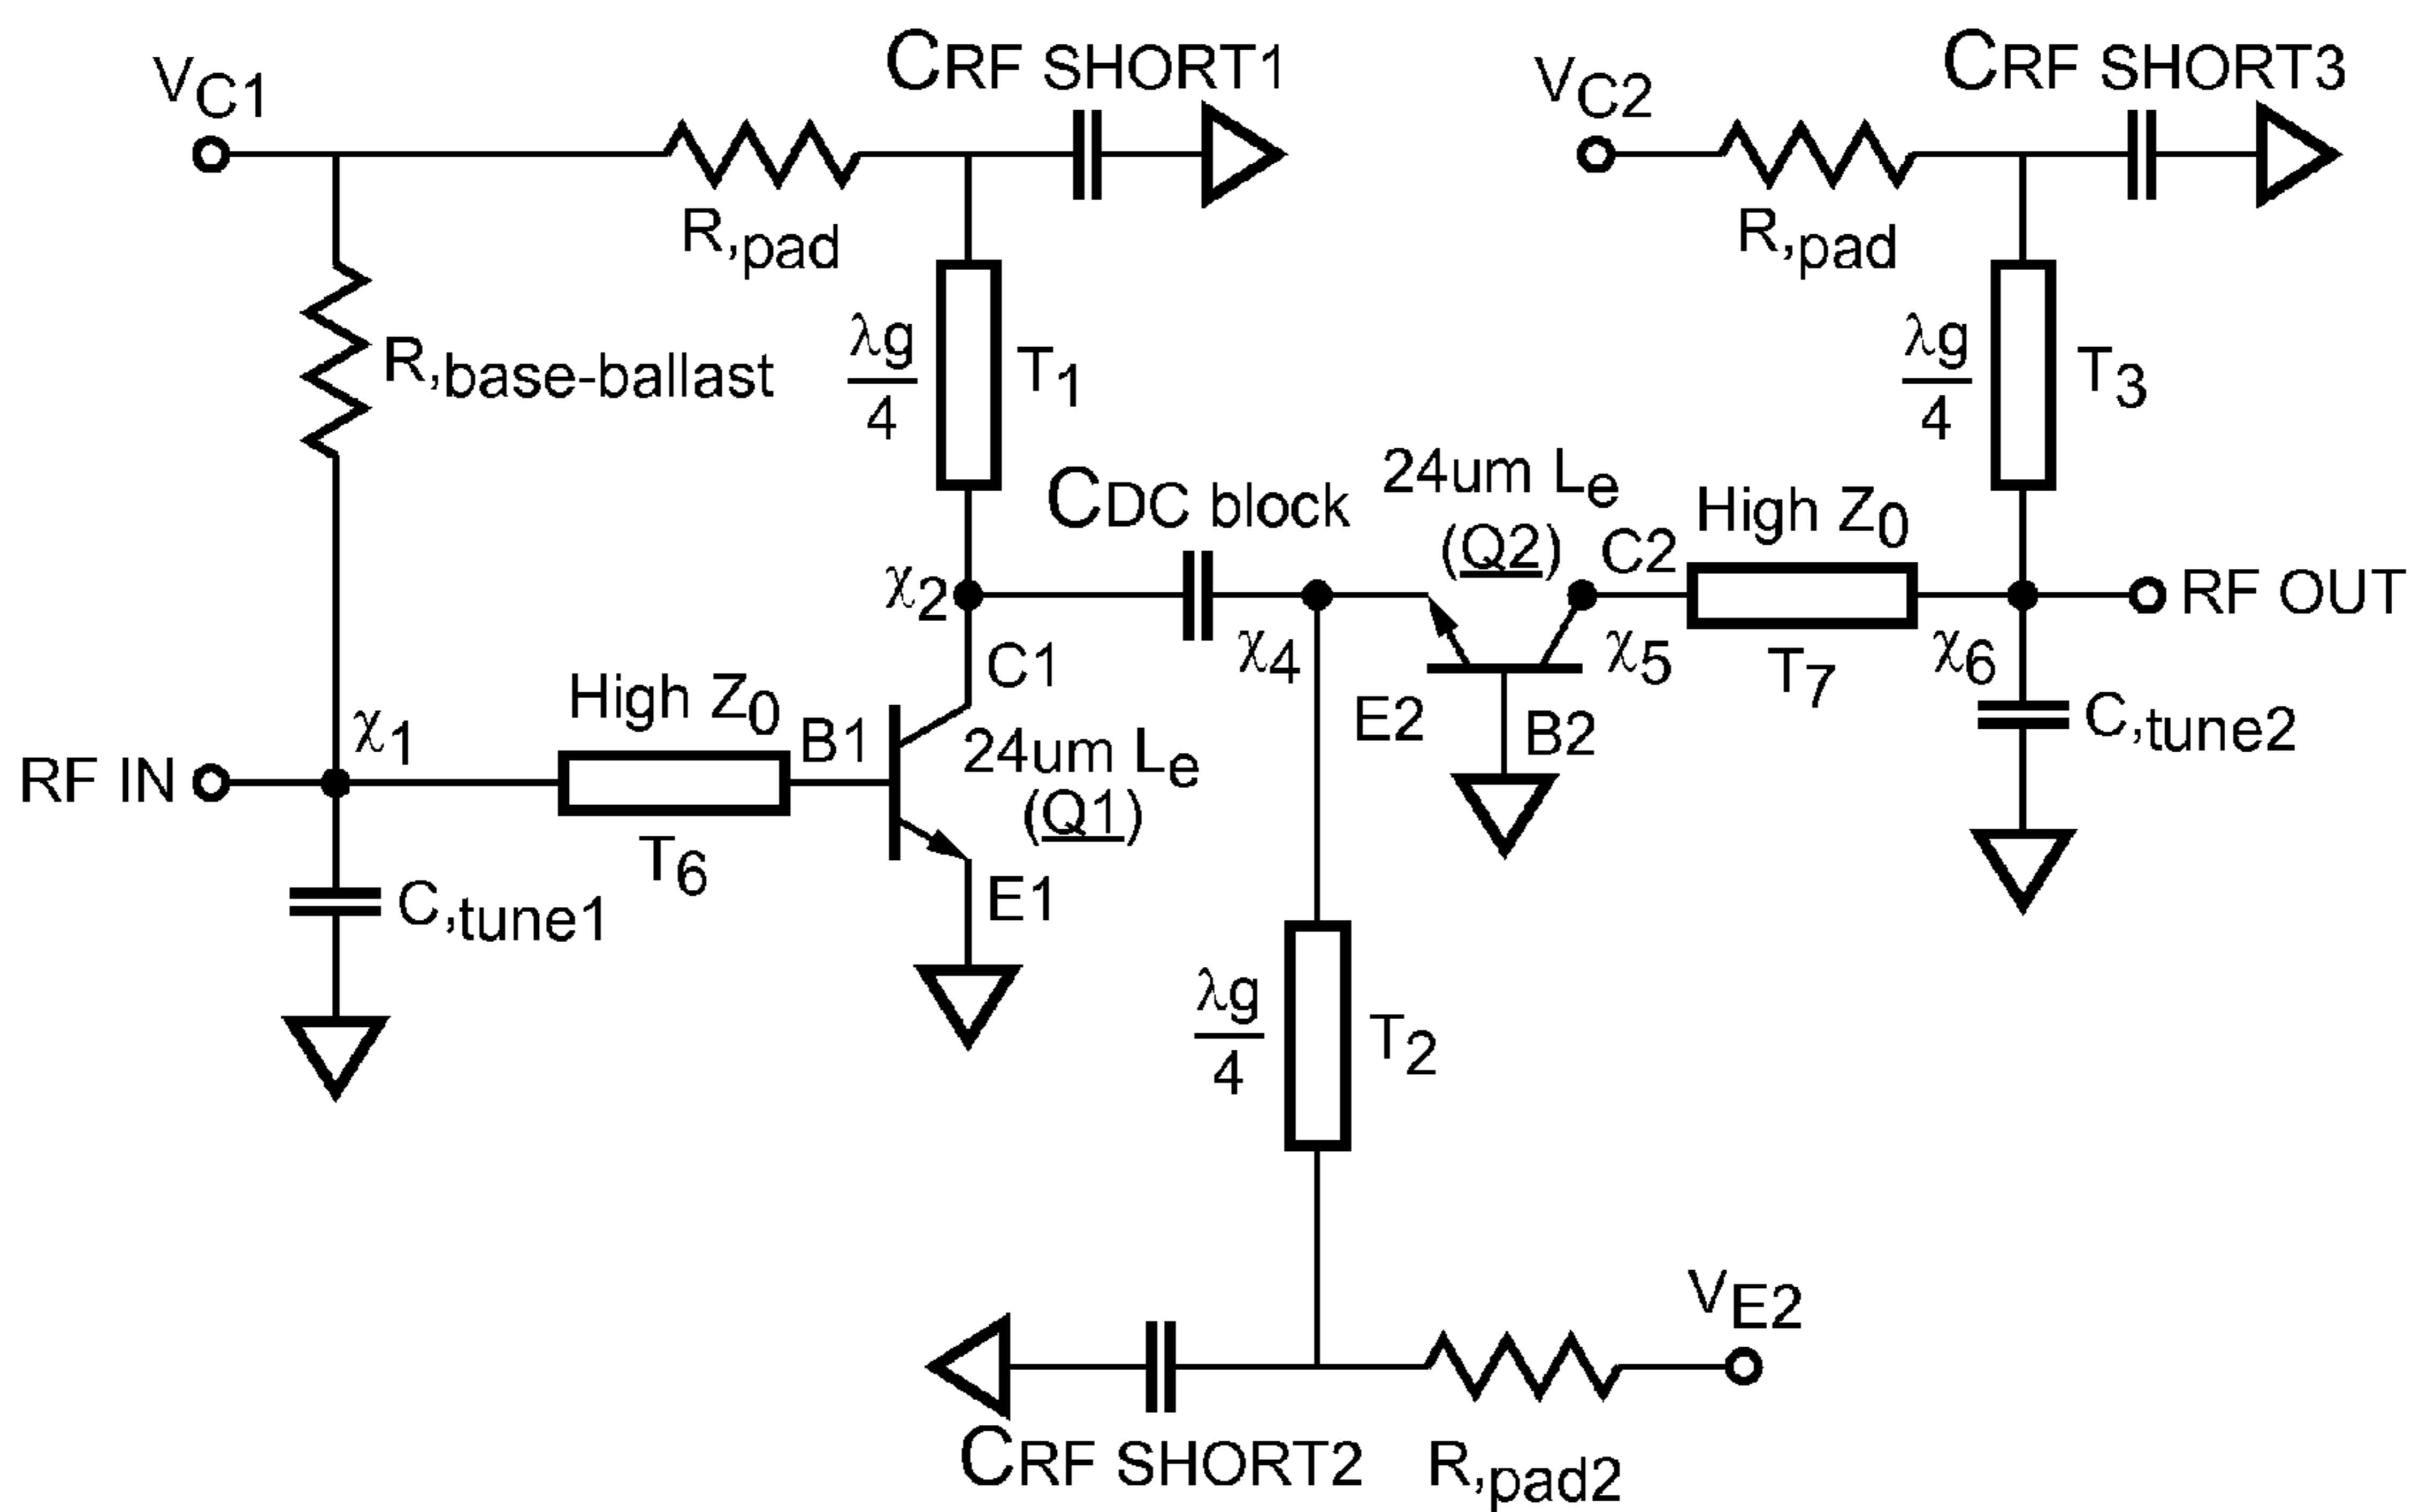 VC1
CRF SHORT1
VC2
CRF SHORT3
R,pad
R,pad
R,base-ballast
λg
4
T1
λg
4
T3
CDC block
24um Le
(Q2)
C2
High Z0
RF OUT
χ2
C1
χ4
E2
B2
χ5
T7
χ6
C,tune2
RF IN
χ1
High Z0
T6
B1
24um Le
(Q1)
E1
C,tune1
λg
4
T2
VE2
CRF SHORT2
R,pad2